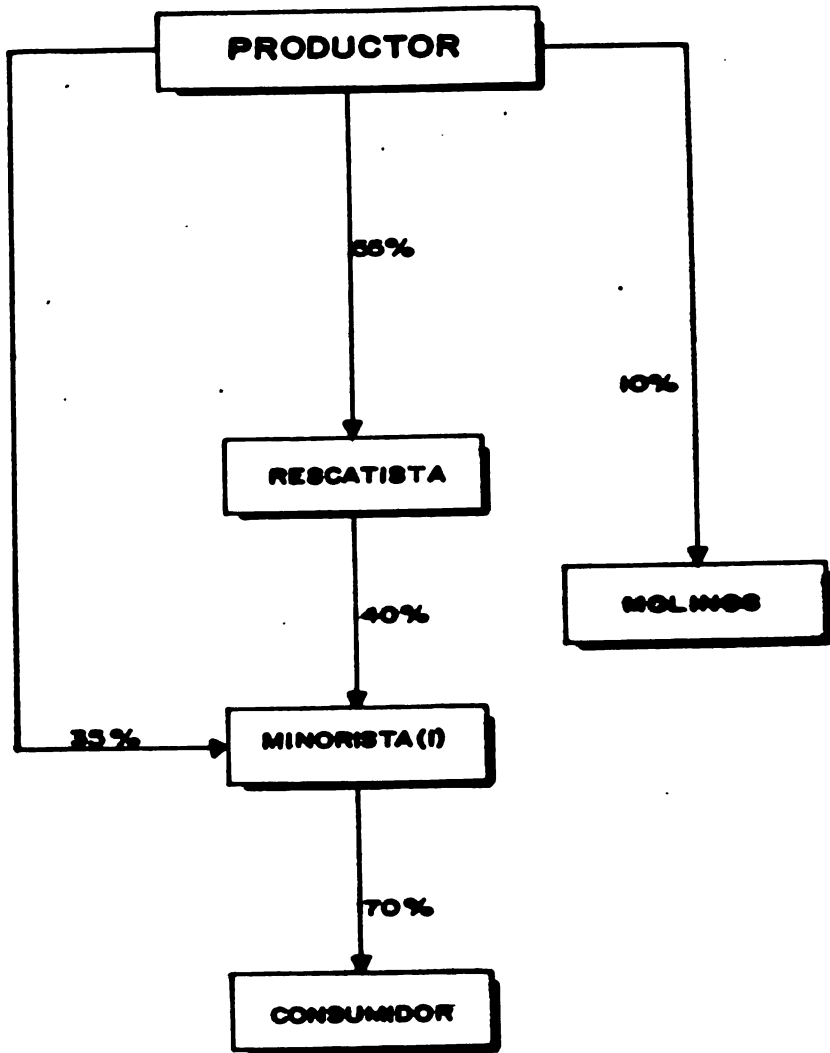 PRODUCTOR
55%
10%
RESCATISTA
MOLINOS
40%
35%
MINORISTA(1)
70%
CONSUMIDOR